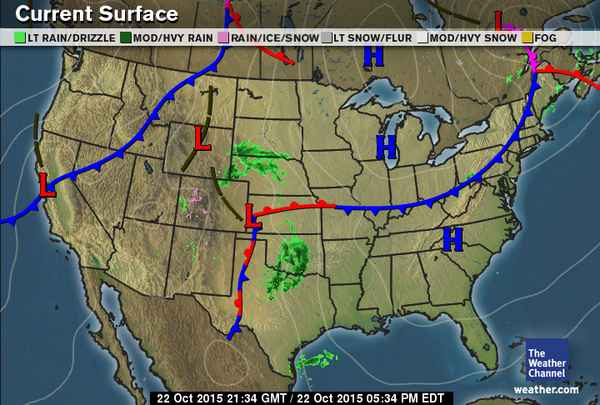 Current Surface
LT RAIN/DRIZZLE MOD/HVY RAIN RAIN/ICE/SNOW LT SNOW/FLUR MOD/HVY SNOW FOG
L
H
L
H
L
L
H
The
Weather
Channel
weather.com
22 Oct 2015 21:34 GMT / 22 Oct 2015 05:34 PM EDT